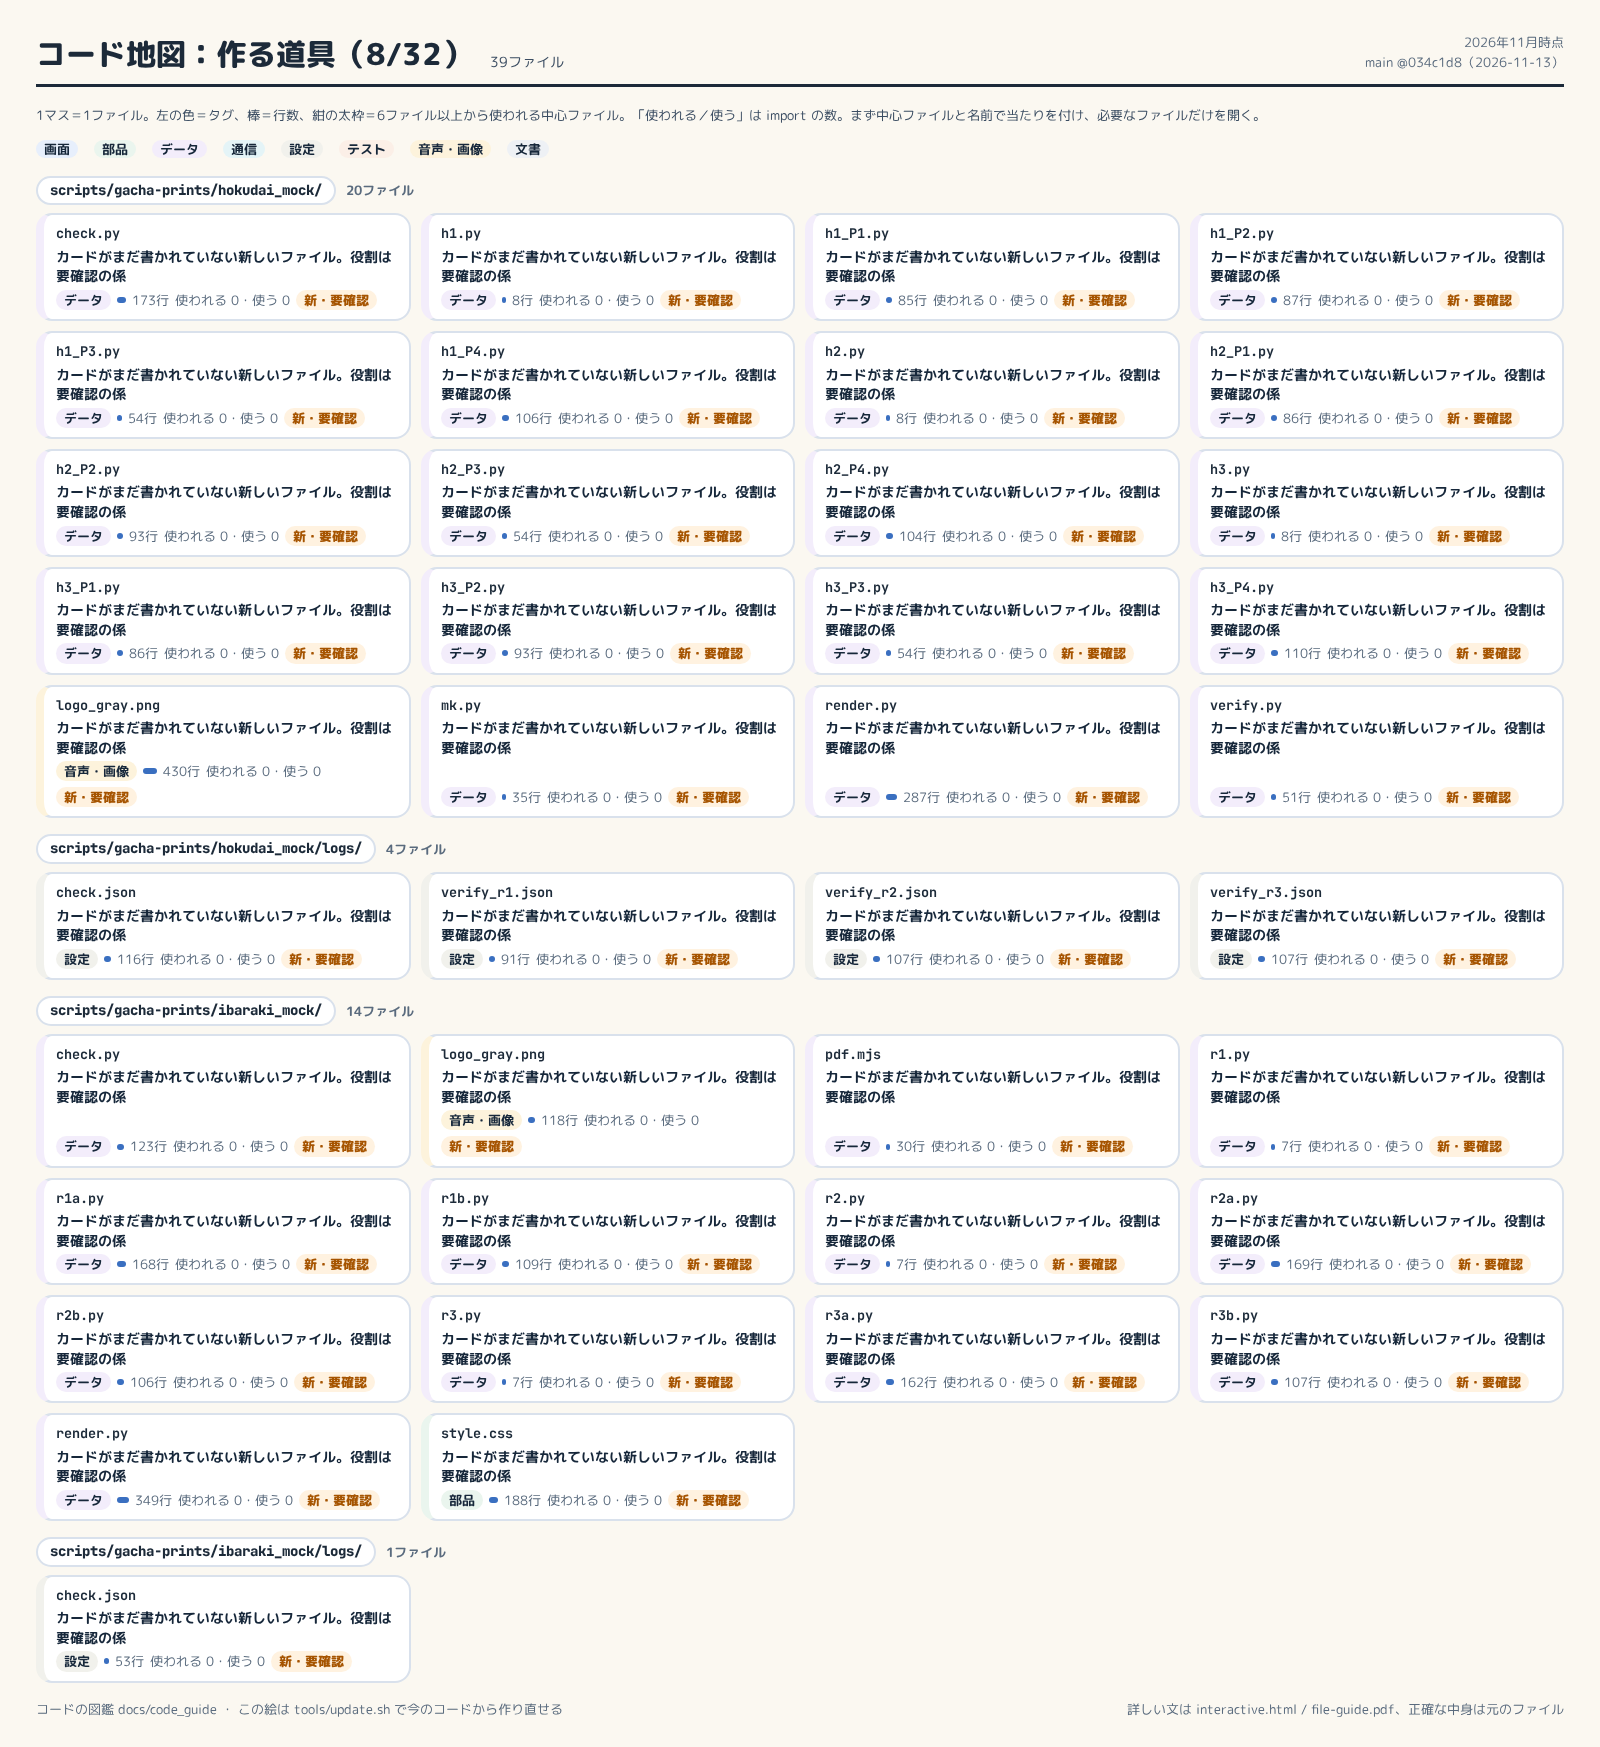 コード地図：作る道具（8/32） 39ファイル
2026年11月時点
main @034c1d8（2026-11-13）
1マス＝1ファイル。左の色＝タグ、棒＝行数、紺の太枠＝6ファイル以上から使われる中心ファイル。「使われる／使う」は import の数。まず中心ファイルと名前で当たりを付け、必要なファイルだけを開く。
画面 部品 データ 通信 設定 テスト 音声・画像 文書
scripts/gacha-prints/hokudai_mock/ 20ファイル
check.py
カードがまだ書かれていない新しいファイル。役割は
要確認の係
データ 173行 使われる 0 · 使う 0 新・要確認
h1.py
カードがまだ書かれていない新しいファイル。役割は
要確認の係
データ 8行 使われる 0 · 使う 0 新・要確認
h1_P1.py
カードがまだ書かれていない新しいファイル。役割は
要確認の係
データ 85行 使われる 0 · 使う 0 新・要確認
h1_P2.py
カードがまだ書かれていない新しいファイル。役割は
要確認の係
データ 87行 使われる 0 · 使う 0 新・要確認
h1_P3.py
カードがまだ書かれていない新しいファイル。役割は
要確認の係
データ 54行 使われる 0 · 使う 0 新・要確認
h1_P4.py
カードがまだ書かれていない新しいファイル。役割は
要確認の係
データ 106行 使われる 0 · 使う 0 新・要確認
h2.py
カードがまだ書かれていない新しいファイル。役割は
要確認の係
データ 8行 使われる 0 · 使う 0 新・要確認
h2_P1.py
カードがまだ書かれていない新しいファイル。役割は
要確認の係
データ 86行 使われる 0 · 使う 0 新・要確認
h2_P2.py
カードがまだ書かれていない新しいファイル。役割は
要確認の係
データ 93行 使われる 0 · 使う 0 新・要確認
h2_P3.py
カードがまだ書かれていない新しいファイル。役割は
要確認の係
データ 54行 使われる 0 · 使う 0 新・要確認
h2_P4.py
カードがまだ書かれていない新しいファイル。役割は
要確認の係
データ 104行 使われる 0 · 使う 0 新・要確認
h3.py
カードがまだ書かれていない新しいファイル。役割は
要確認の係
データ 8行 使われる 0 · 使う 0 新・要確認
h3_P1.py
カードがまだ書かれていない新しいファイル。役割は
要確認の係
データ 86行 使われる 0 · 使う 0 新・要確認
h3_P2.py
カードがまだ書かれていない新しいファイル。役割は
要確認の係
データ 93行 使われる 0 · 使う 0 新・要確認
h3_P3.py
カードがまだ書かれていない新しいファイル。役割は
要確認の係
データ 54行 使われる 0 · 使う 0 新・要確認
h3_P4.py
カードがまだ書かれていない新しいファイル。役割は
要確認の係
データ 110行 使われる 0 · 使う 0 新・要確認
logo_gray.png
カードがまだ書かれていない新しいファイル。役割は
要確認の係
音声・画像 430行 使われる 0 · 使う 0
新・要確認
mk.py
カードがまだ書かれていない新しいファイル。役割は
要確認の係
データ 35行 使われる 0 · 使う 0 新・要確認
render.py
カードがまだ書かれていない新しいファイル。役割は
要確認の係
データ 287行 使われる 0 · 使う 0 新・要確認
verify.py
カードがまだ書かれていない新しいファイル。役割は
要確認の係
データ 51行 使われる 0 · 使う 0 新・要確認
scripts/gacha-prints/hokudai_mock/logs/ 4ファイル
check.json
カードがまだ書かれていない新しいファイル。役割は
要確認の係
設定 116行 使われる 0 · 使う 0 新・要確認
verify_r1.json
カードがまだ書かれていない新しいファイル。役割は
要確認の係
設定 91行 使われる 0 · 使う 0 新・要確認
verify_r2.json
カードがまだ書かれていない新しいファイル。役割は
要確認の係
設定 107行 使われる 0 · 使う 0 新・要確認
verify_r3.json
カードがまだ書かれていない新しいファイル。役割は
要確認の係
設定 107行 使われる 0 · 使う 0 新・要確認
scripts/gacha-prints/ibaraki_mock/ 14ファイル
check.py
カードがまだ書かれていない新しいファイル。役割は
要確認の係
データ 123行 使われる 0 · 使う 0 新・要確認
logo_gray.png
カードがまだ書かれていない新しいファイル。役割は
要確認の係
音声・画像 118行 使われる 0 · 使う 0
新・要確認
pdf.mjs
カードがまだ書かれていない新しいファイル。役割は
要確認の係
データ 30行 使われる 0 · 使う 0 新・要確認
r1.py
カードがまだ書かれていない新しいファイル。役割は
要確認の係
データ 7行 使われる 0 · 使う 0 新・要確認
r1a.py
カードがまだ書かれていない新しいファイル。役割は
要確認の係
データ 168行 使われる 0 · 使う 0 新・要確認
r1b.py
カードがまだ書かれていない新しいファイル。役割は
要確認の係
データ 109行 使われる 0 · 使う 0 新・要確認
r2.py
カードがまだ書かれていない新しいファイル。役割は
要確認の係
データ 7行 使われる 0 · 使う 0 新・要確認
r2a.py
カードがまだ書かれていない新しいファイル。役割は
要確認の係
データ 169行 使われる 0 · 使う 0 新・要確認
r2b.py
カードがまだ書かれていない新しいファイル。役割は
要確認の係
データ 106行 使われる 0 · 使う 0 新・要確認
r3.py
カードがまだ書かれていない新しいファイル。役割は
要確認の係
データ 7行 使われる 0 · 使う 0 新・要確認
r3a.py
カードがまだ書かれていない新しいファイル。役割は
要確認の係
データ 162行 使われる 0 · 使う 0 新・要確認
r3b.py
カードがまだ書かれていない新しいファイル。役割は
要確認の係
データ 107行 使われる 0 · 使う 0 新・要確認
render.py
カードがまだ書かれていない新しいファイル。役割は
要確認の係
データ 349行 使われる 0 · 使う 0 新・要確認
style.css
カードがまだ書かれていない新しいファイル。役割は
要確認の係
部品 188行 使われる 0 · 使う 0 新・要確認
scripts/gacha-prints/ibaraki_mock/logs/ 1ファイル
check.json
カードがまだ書かれていない新しいファイル。役割は
要確認の係
設定 53行 使われる 0 · 使う 0 新・要確認
コードの図鑑 docs/code_guide · この絵は tools/update.sh で今のコードから作り直せる
詳しい文は interactive.html / file-guide.pdf、正確な中身は元のファイル